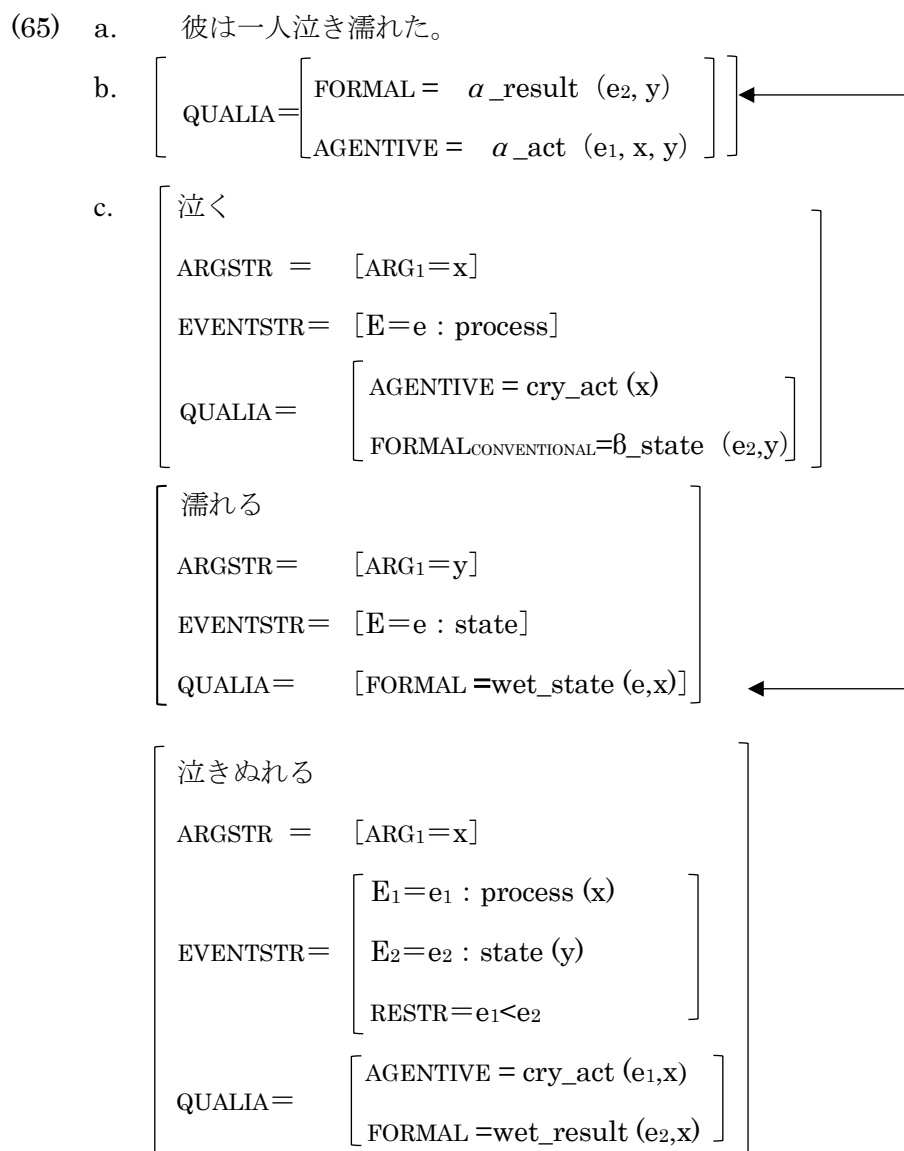 (65) a. 彼は一人泣き濡れた。
b. QUALIA= FORMAL = α_result (e2, y)
AGENTIVE = α_act (e1, x, y)
c. 泣く
ARGSTR = [ARG1=x]
EVENTSTR= [E=e : process]
QUALIA= AGENTIVE = cry_act (x)
FORMALCONVENTIONAL=β_state (e2,y)
濡れる
ARGSTR= [ARG1=y]
EVENTSTR= [E=e : state]
QUALIA= [FORMAL =wet_state (e,x)]
泣きぬれる
ARGSTR = [ARG1=x]
EVENTSTR= E1=e1 : process (x)
E2=e2 : state (y)
RESTR=e1<e2
QUALIA= AGENTIVE = cry_act (e1,x)
FORMAL =wet_result (e2,x)